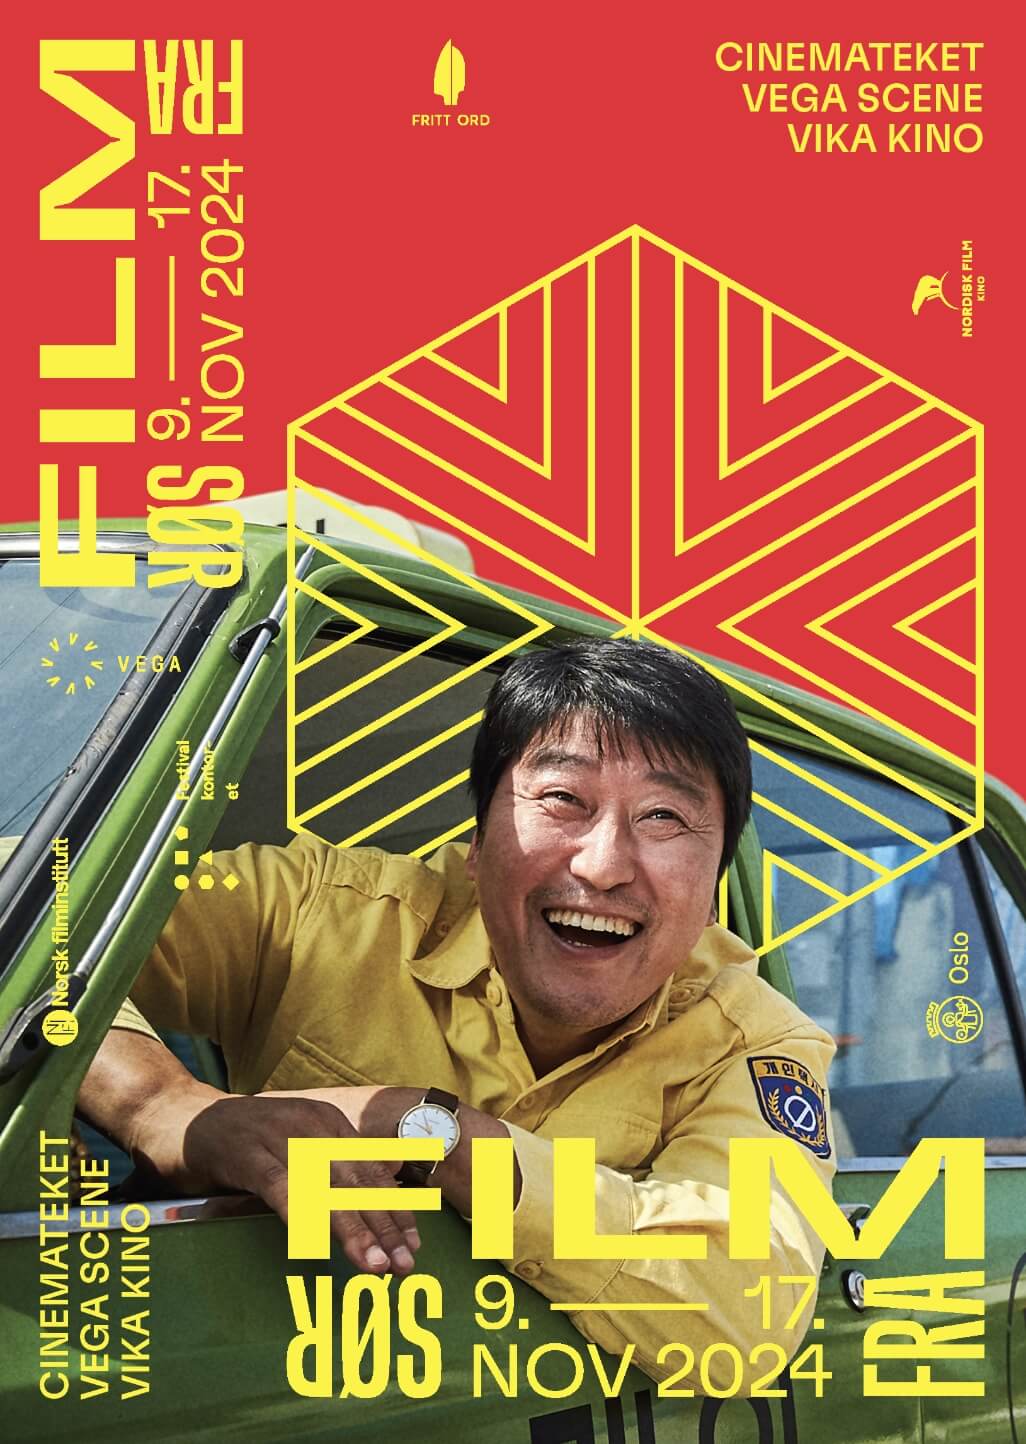 FILM
FRA
SØR
9. — 17.
NOV 2024
FRITT ORD
CINEMATEKET
VEGA SCENE
VIKA KINO
NORDISK FILM
KINO
VEGA
Festival
kontor
et
Norsk filminstitutt
Oslo
개인택시
CINEMATEKET
VEGA SCENE
VIKA KINO
FILM
SØR
9. — 17.
NOV 2024
FRA